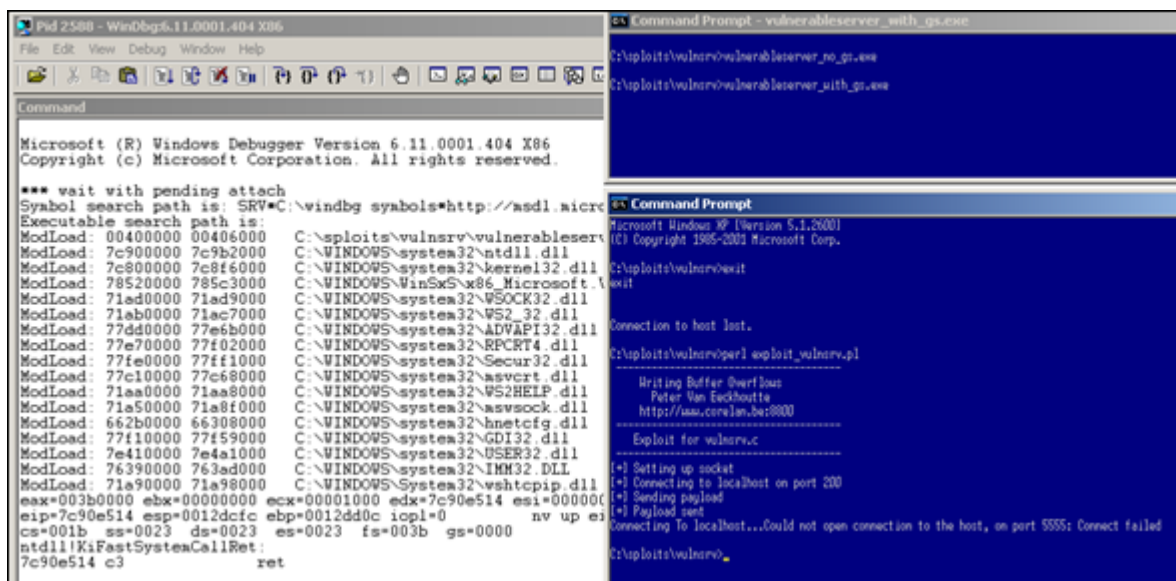 Pid 2588 - WinDbg:6.11.0001.404 X86
File Edit View Debug Window Help
Command
Microsoft (R) Windows Debugger Version 6.11.0001.404 X86
Copyright (c) Microsoft Corporation. All rights reserved.
*** wait with pending attach
Symbol search path is: SRV*C:\windbg symbols*http://msdl.micro
Executable search path is:
ModLoad: 00400000 00406000 C:\sploits\vulnsrv\vulnerableserv
ModLoad: 7c900000 7c9b2000 C:\WINDOWS\system32\ntdll.dll
ModLoad: 7c800000 7c8f6000 C:\WINDOWS\system32\kernel32.dll
ModLoad: 78520000 785c3000 C:\WINDOWS\WinSxS\x86_Microsoft.V
ModLoad: 71ad0000 71ad9000 C:\WINDOWS\system32\WSOCK32.dll
ModLoad: 71ab0000 71ac7000 C:\WINDOWS\system32\WS2_32.dll
ModLoad: 77dd0000 77e6b000 C:\WINDOWS\system32\ADVAPI32.dll
ModLoad: 77e70000 77f02000 C:\WINDOWS\system32\RPCRT4.dll
ModLoad: 77fe0000 77ff1000 C:\WINDOWS\system32\Secur32.dll
ModLoad: 77c10000 77c68000 C:\WINDOWS\system32\msvcrt.dll
ModLoad: 71aa0000 71aa8000 C:\WINDOWS\system32\WS2HELP.dll
ModLoad: 71a50000 71a8f000 C:\WINDOWS\system32\mswsock.dll
ModLoad: 662b0000 66308000 C:\WINDOWS\system32\hnetcfg.dll
ModLoad: 77f10000 77f59000 C:\WINDOWS\system32\GDI32.dll
ModLoad: 7e410000 7e4a1000 C:\WINDOWS\system32\USER32.dll
ModLoad: 76390000 763ad000 C:\WINDOWS\system32\IMM32.DLL
ModLoad: 71a90000 71a98000 C:\WINDOWS\system32\wshtcpip.dll
eax=003b0000 ebx=00000000 ecx=00001000 edx=7c90e514 esi=000000
eip=7c90e514 esp=0012dcfc ebp=0012dd0c iopl=0 nv up ei
cs=001b ss=0023 ds=0023 es=0023 fs=003b gs=0000
ntdll!KiFastSystemCallRet:
7c90e514 c3 ret
Command Prompt - vulnerableserver_with_gs.exe
C:\sploits\vulnsrv>vulnerableserver_no_gs.exe
C:\sploits\vulnsrv>vulnerableserver_with_gs.exe
Command Prompt
Microsoft Windows XP [Version 5.1.2600]
(C) Copyright 1985-2001 Microsoft Corp.
C:\sploits\vulnsrv>exit
exit
Connection to host lost.
C:\sploits\vulnsrv>perl exploit_vulnsrv.pl
----------------------------------------
Writing Buffer Overflows
Peter Van Eeckhoutte
http://www.corelan.be:8800
----------------------------------------
Exploit for vulnsrv.c
----------------------------------------
[+] Setting up socket
[+] Connecting to localhost on port 200
[+] Sending payload
[+] Payload sent
Connecting To localhost...Could not open connection to the host, on port 5555: Connect failed
C:\sploits\vulnsrv>_